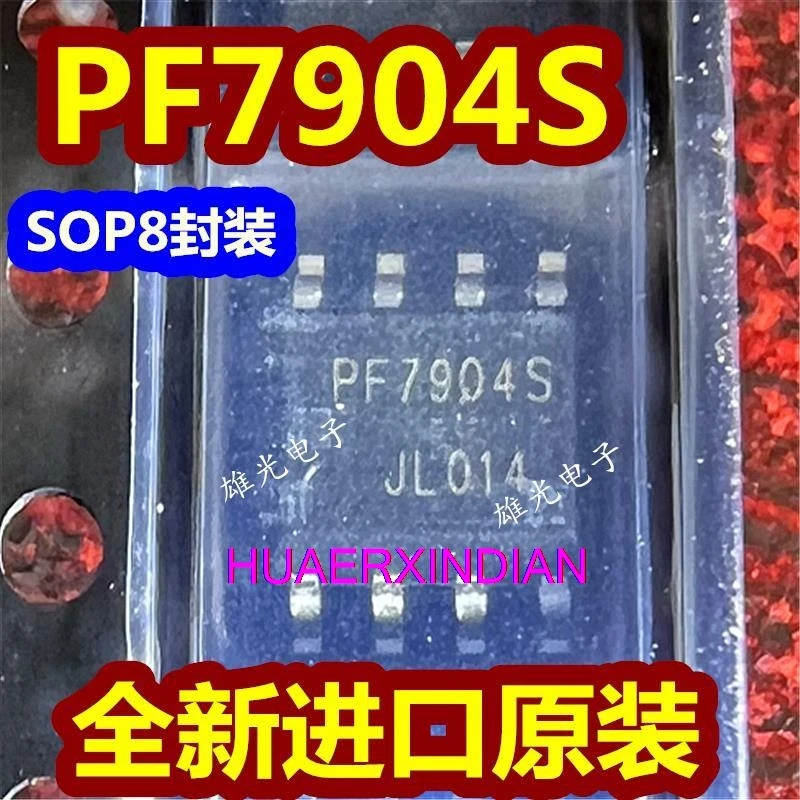 PF7904S
SOP8封装
PF7904S
雄光电子
JL014
雄光电子
HUAERXINDIAN
全新进口原装